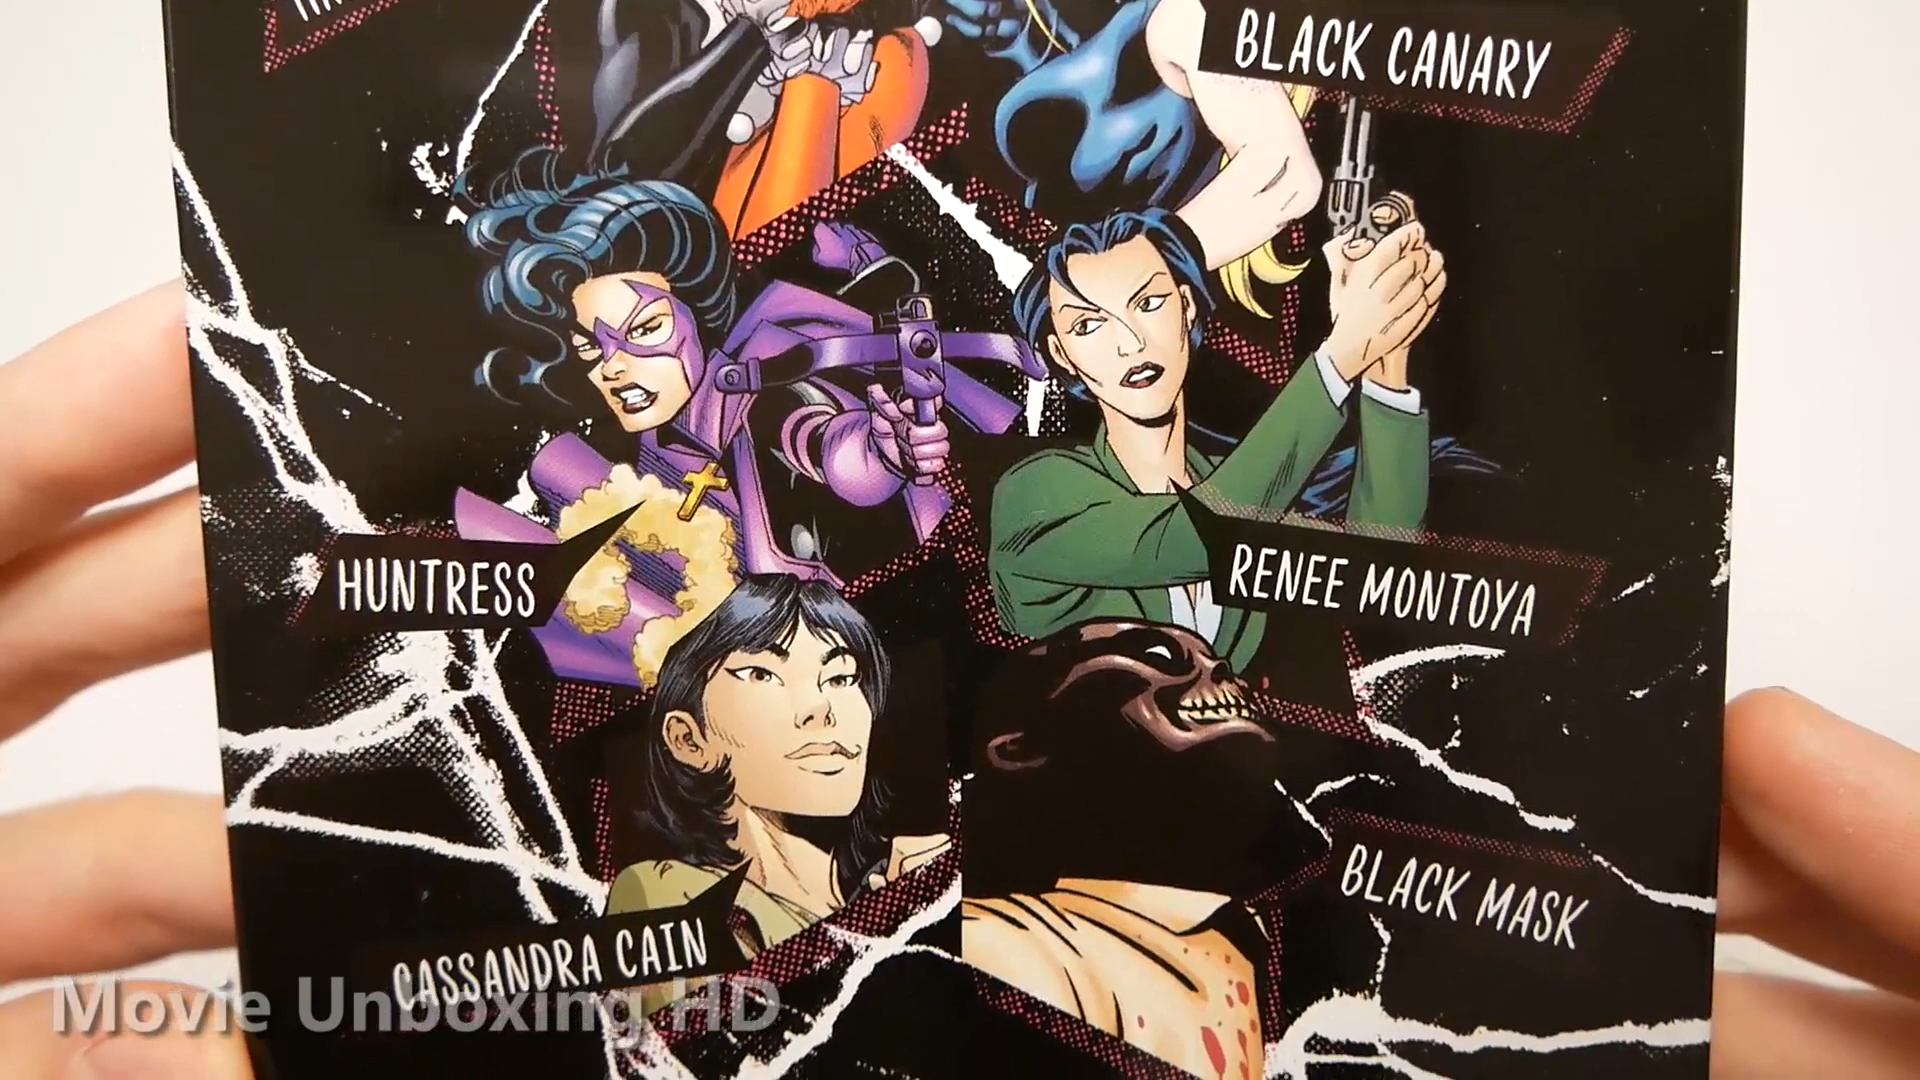 BLACK CANARY
HUNTRESS
RENEE MONTOYA
BLACK MASK
CASSANDRA CAIN
Movie Unboxing HD